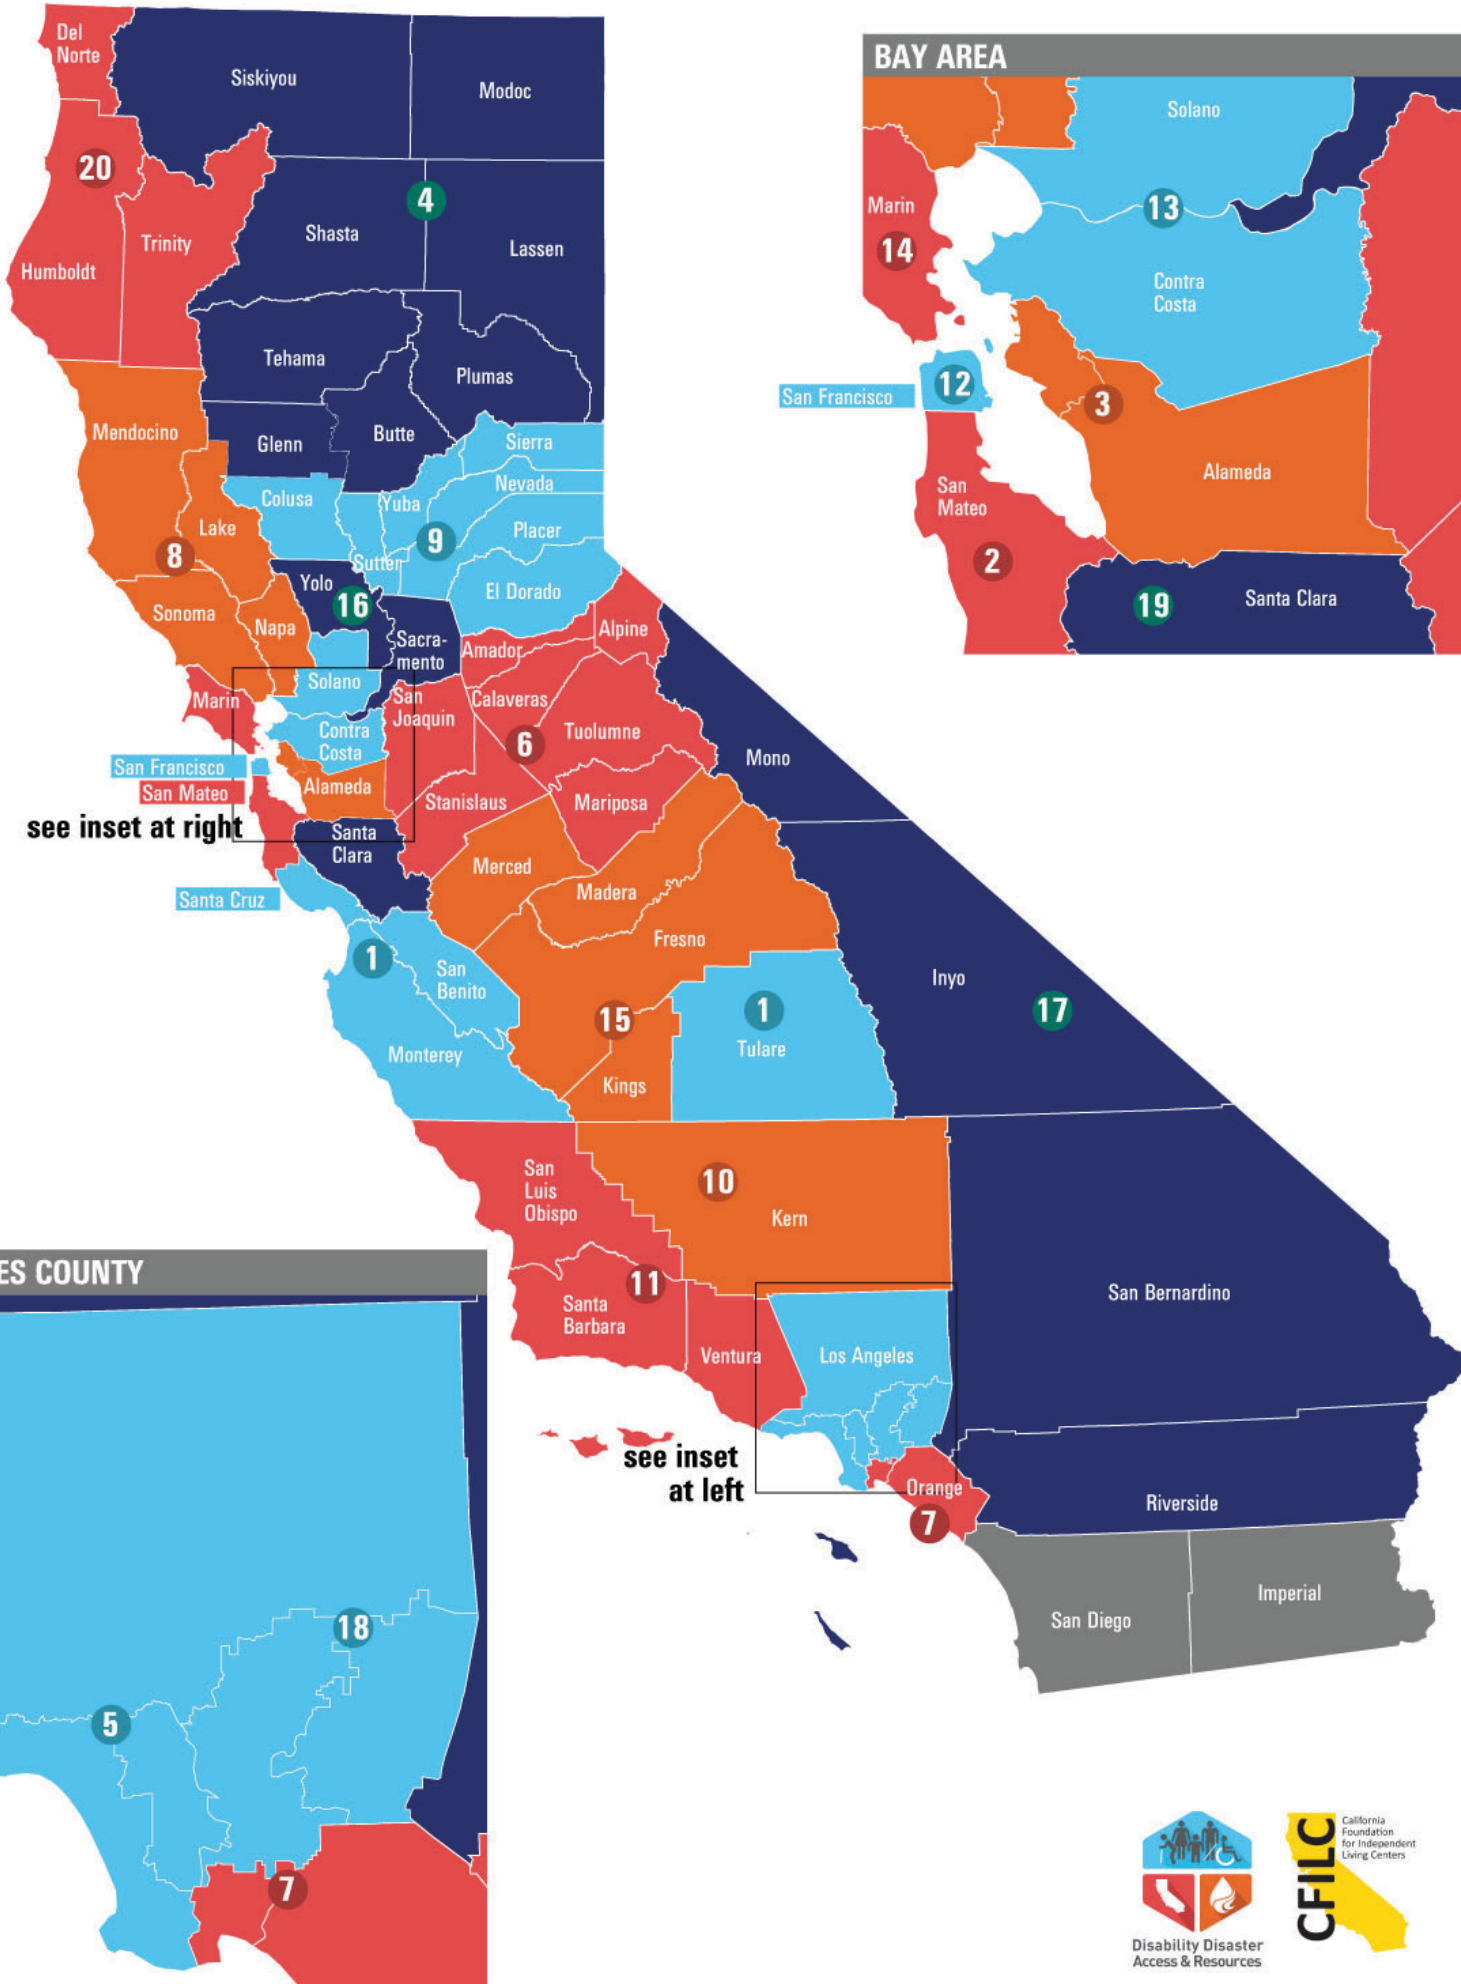 Del
Norte
Siskiyou
Modoc
20
4
Shasta
Trinity
Lassen
Humboldt
Tehama
Plumas
Mendocino
Glenn
Butte
Sierra
Nevada
Colusa
Yuba
Placer
Lake
9
8
Sutter
Yolo
El Dorado
16
Sonoma
Napa
Sacra-
mento
Alpine
Amador
Solano
Marin
San
Joaquin
Calaveras
Contra
Costa
6
Tuolumne
Mono
San Francisco
Alameda
San Mateo
Stanislaus
Mariposa
see inset at right
Santa
Clara
Merced
Santa Cruz
Madera
Fresno
1
San
Benito
Inyo
15
1
17
Monterey
Tulare
Kings
San
Luis
Obispo
10
Kern
11
Santa
Barbara
San Bernardino
Ventura
Los Angeles
see inset
at left
Orange
7
Riverside
Imperial
San Diego
BAY AREA
Solano
Marin
13
14
Contra
Costa
San Francisco
12
3
Alameda
San
Mateo
2
19
Santa Clara
ES COUNTY
18
5
7
Disability Disaster
Access & Resources
CFILC
California
Foundation
for Independent
Living Centers